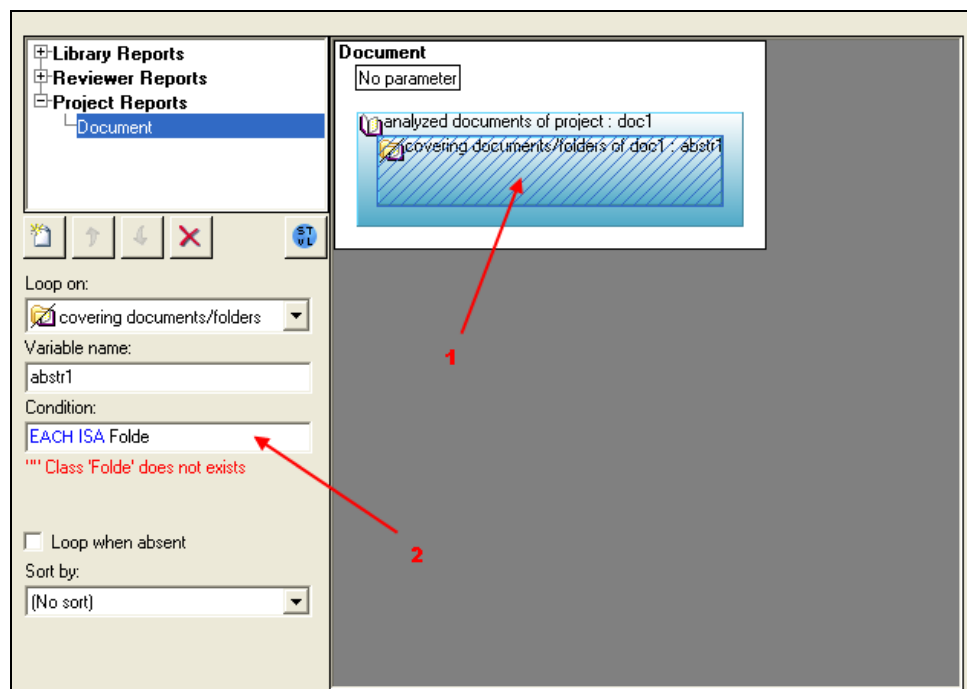 Library Reports
Reviewer Reports
Project Reports
Document
ST
VL
Loop on:
covering documents/folders
Variable name:
abstr1
Condition:
EACH ISA Folde
"" Class 'Folde' does not exists
Loop when absent
Sort by:
(No sort)
Document
No parameter
analyzed documents of project : doc1
covering documents/folders of doc1 : abstr1
1
2